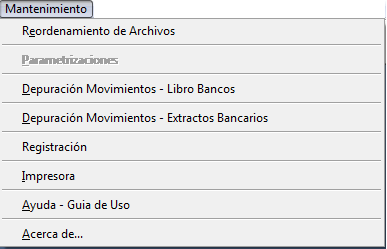 Mantenimiento
Reordenamiento de Archivos
Parametrizaciones
Depuración Movimientos - Libro Bancos
Depuración Movimientos - Extractos Bancarios
Registración
Impresora
Ayuda - Guia de Uso
Acerca de...